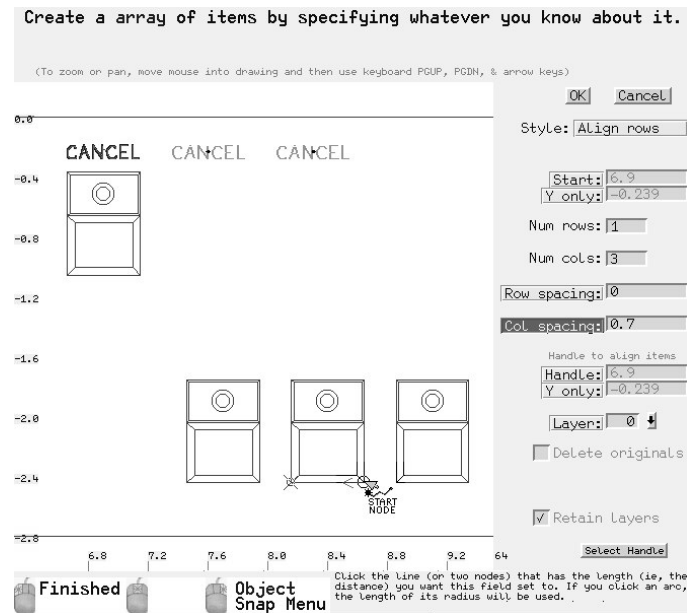 Create a array of items by specifying whatever you know about it.
(To zoom or pan, move mouse into drawing and then use keyboard PGUP, PGDN, & arrow keys)
OK Cancel
0.0
Style: Align rows
CANCEL CANCEL CANCEL
-0.4
Start: 6.9
Y only: -0.239
Num rows: 1
-0.8
Num cols: 3
-1.2
Row spacing: 0
Col spacing: 0.7
-1.6
Handle to align items
Handle: 6.9
Y only: -0.239
-2.0
Layer: 0
Delete originals
-2.4
START
NODE
Retain layers
-2.8
6.8 7.2 7.6 8.0 8.4 8.8 9.2 64
Select Handle
Finished
Object
Snap Menu
Click the line (or two nodes) that has the length (ie, the
distance) you want this field set to. If you click an arc,
the length of its radius will be used.